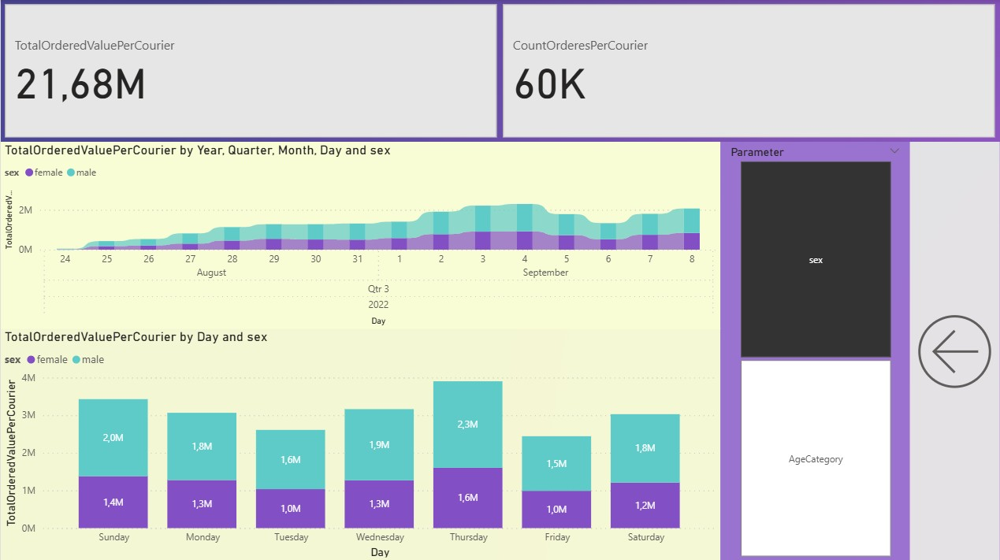 TotalOrderedValuePerCourier
21,68M
CountOrderesPerCourier
60K
TotalOrderedValuePerCourier by Year, Quarter, Month, Day and sex
sex female male
TotalOrderedV...
2M
0M
24 25 26 27 28 29 30 31 1 2 3 4 5 6 7 8
August September
Qtr 3
2022
Day
TotalOrderedValuePerCourier by Day and sex
sex female male
TotalOrderedValuePerCourier
4M
3M
2M
1M
0M
2,0M 1,8M 1,6M 1,9M 2,3M 1,5M 1,8M
1,4M 1,3M 1,0M 1,3M 1,6M 1,0M 1,2M
Sunday Monday Tuesday Wednesday Thursday Friday Saturday
Day
Parameter
sex
AgeCategory